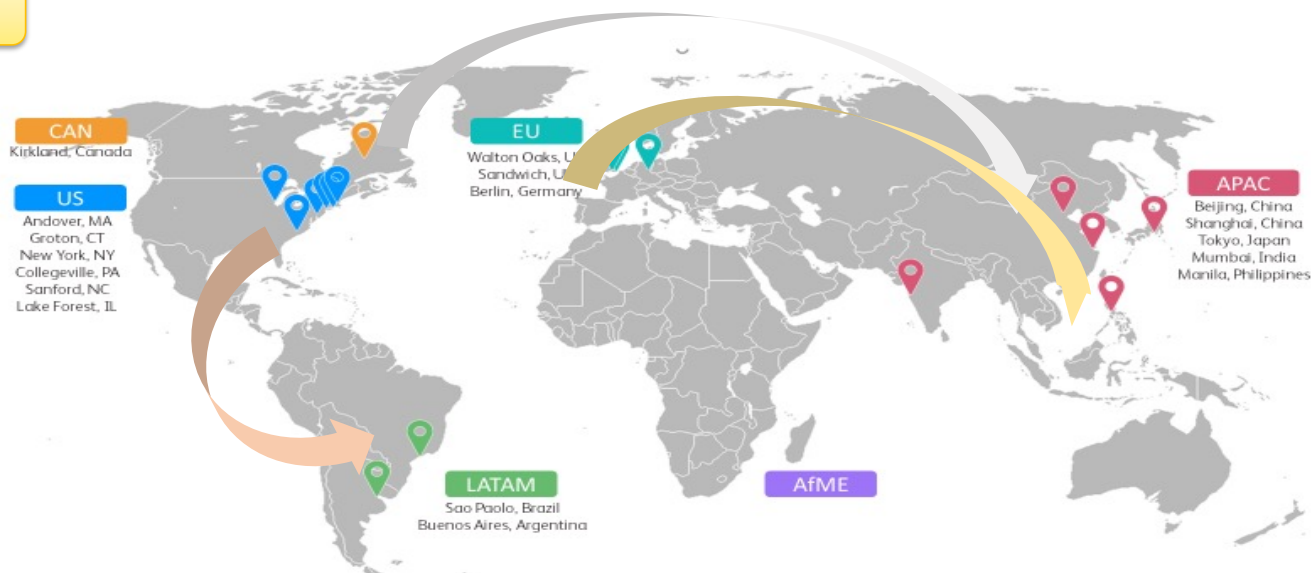 CAN
Kirkland, Canada
US
Andover, MA
Groton, CT
New York, NY
Collegeville, PA
Sanford, NC
Lake Forest, IL
EU
Walton Oaks, U
Sandwich, U
Berlin, Germany
APAC
Beijing, China
Shanghai, China
Tokyo, Japan
Mumbai, India
Manila, Philippines
LATAM
Sao Paolo, Brazil
Buenos Aires, Argentina
AfME